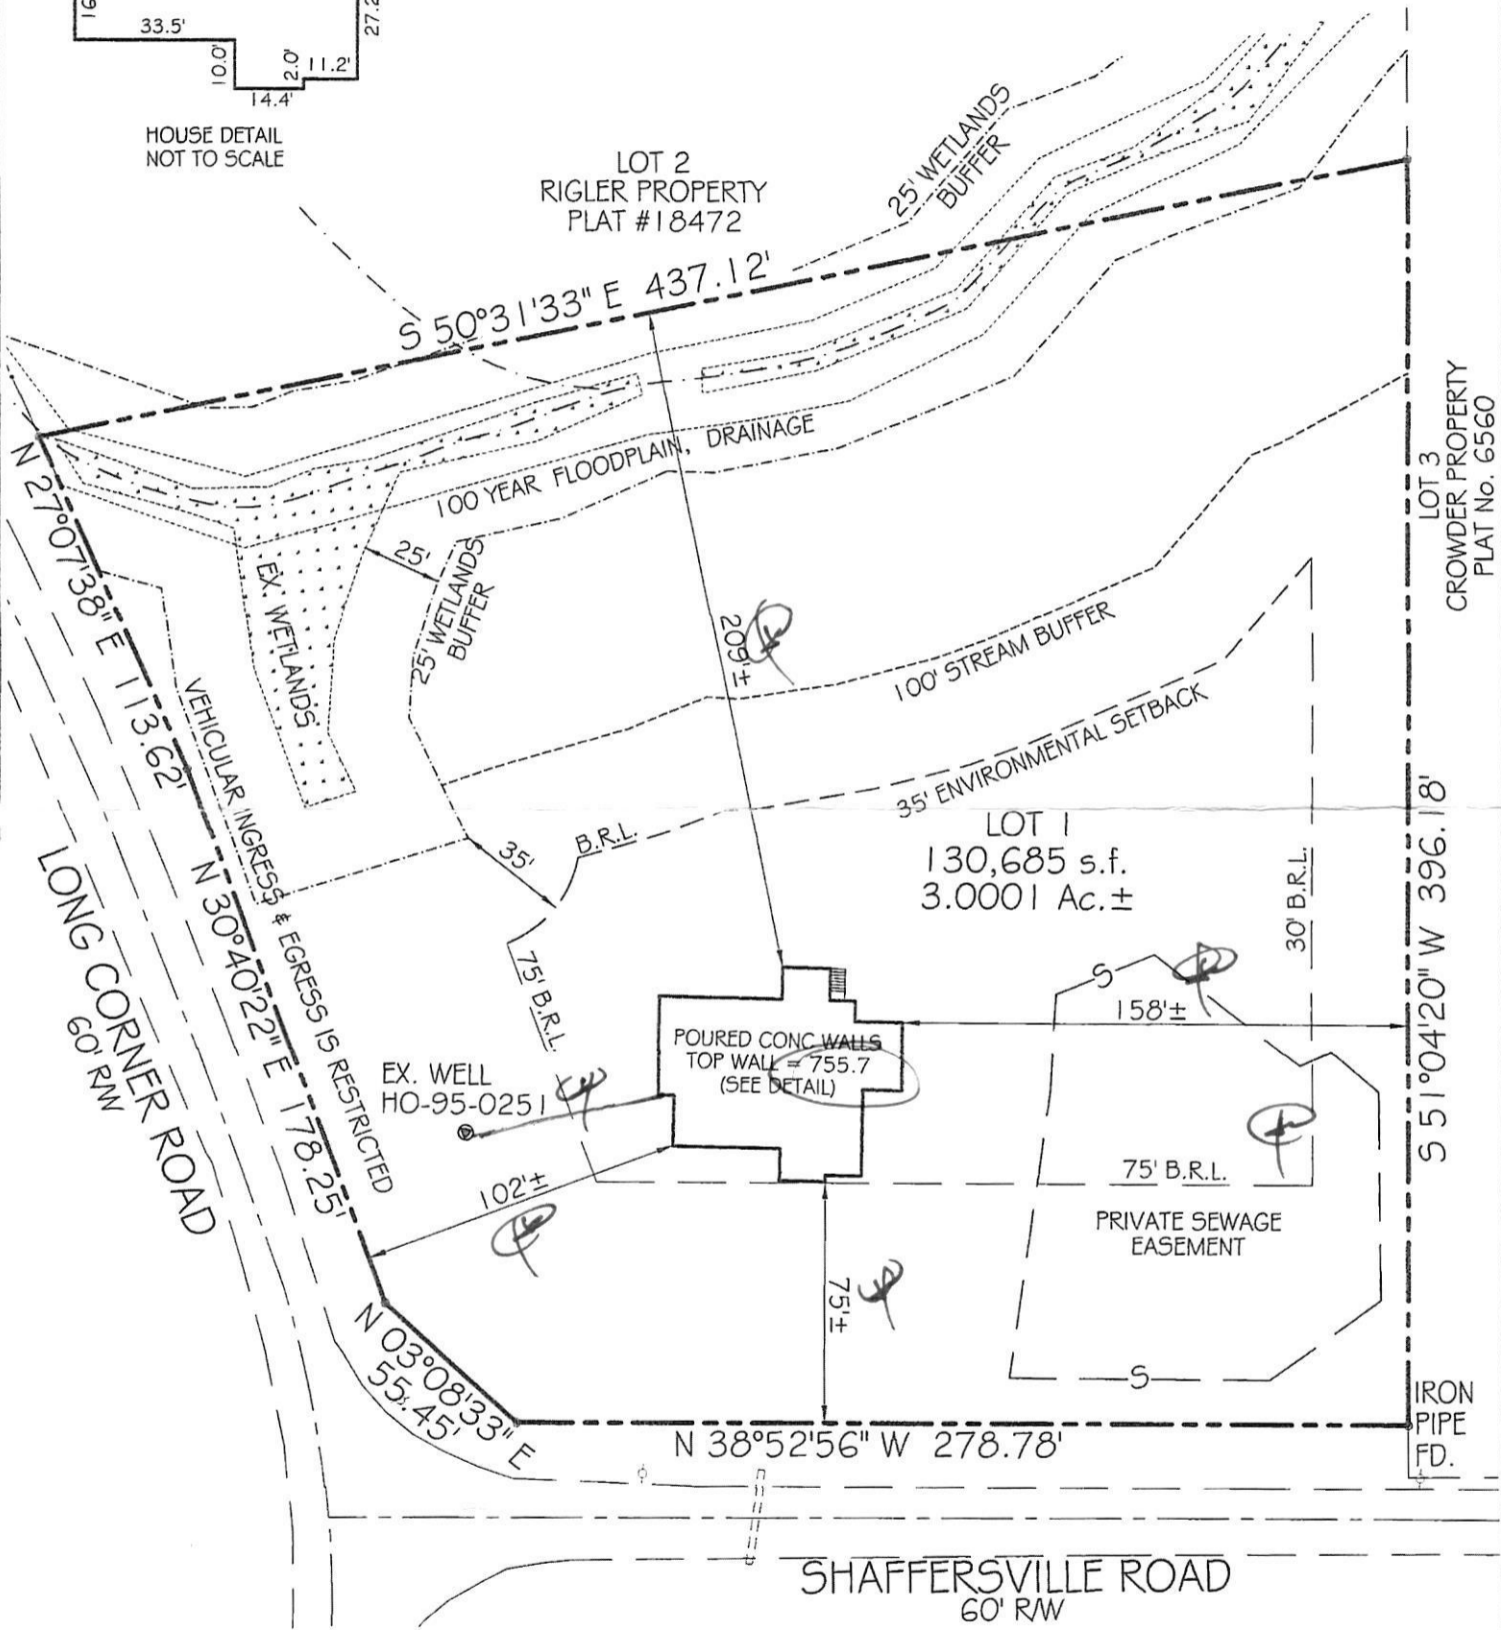 33.5'
10.0'
2.0'
11.2'
14.4'
HOUSE DETAIL
NOT TO SCALE
LOT 2
RIGLER PROPERTY
PLAT #18472
25' WETLANDS
BUFFER
S 50°31'33" E 437.12'
100 YEAR FLOODPLAIN, DRAINAGE
N 27°07'38" E 113.62'
25'
25' WETLANDS
BUFFER
EX. WETLANDS
LOT 3
CROWDER PROPERTY
PLAT No. 6560
209'±
100' STREAM BUFFER
35' ENVIRONMENTAL SETBACK
VEHICULAR INGRESS & EGRESS IS RESTRICTED
B.R.L.
35'
LOT 1
130,685 s.f.
3.0001 Ac.±
30' B.R.L.
S 51°04'20" W 396.18'
N 30°40'22" E 178.25'
LONG CORNER ROAD
60' R/W
75' B.R.L.
S
158'±
POURED CONC WALLS
TOP WALL = 755.7
(SEE DETAIL)
EX. WELL
HO-95-0251
102'±
75' B.R.L.
PRIVATE SEWAGE
EASEMENT
75'±
N 03°08'33" E
55.45'
S
IRON
PIPE
FD.
N 38°52'56" W 278.78'
SHAFFERSVILLE ROAD
60' R/W